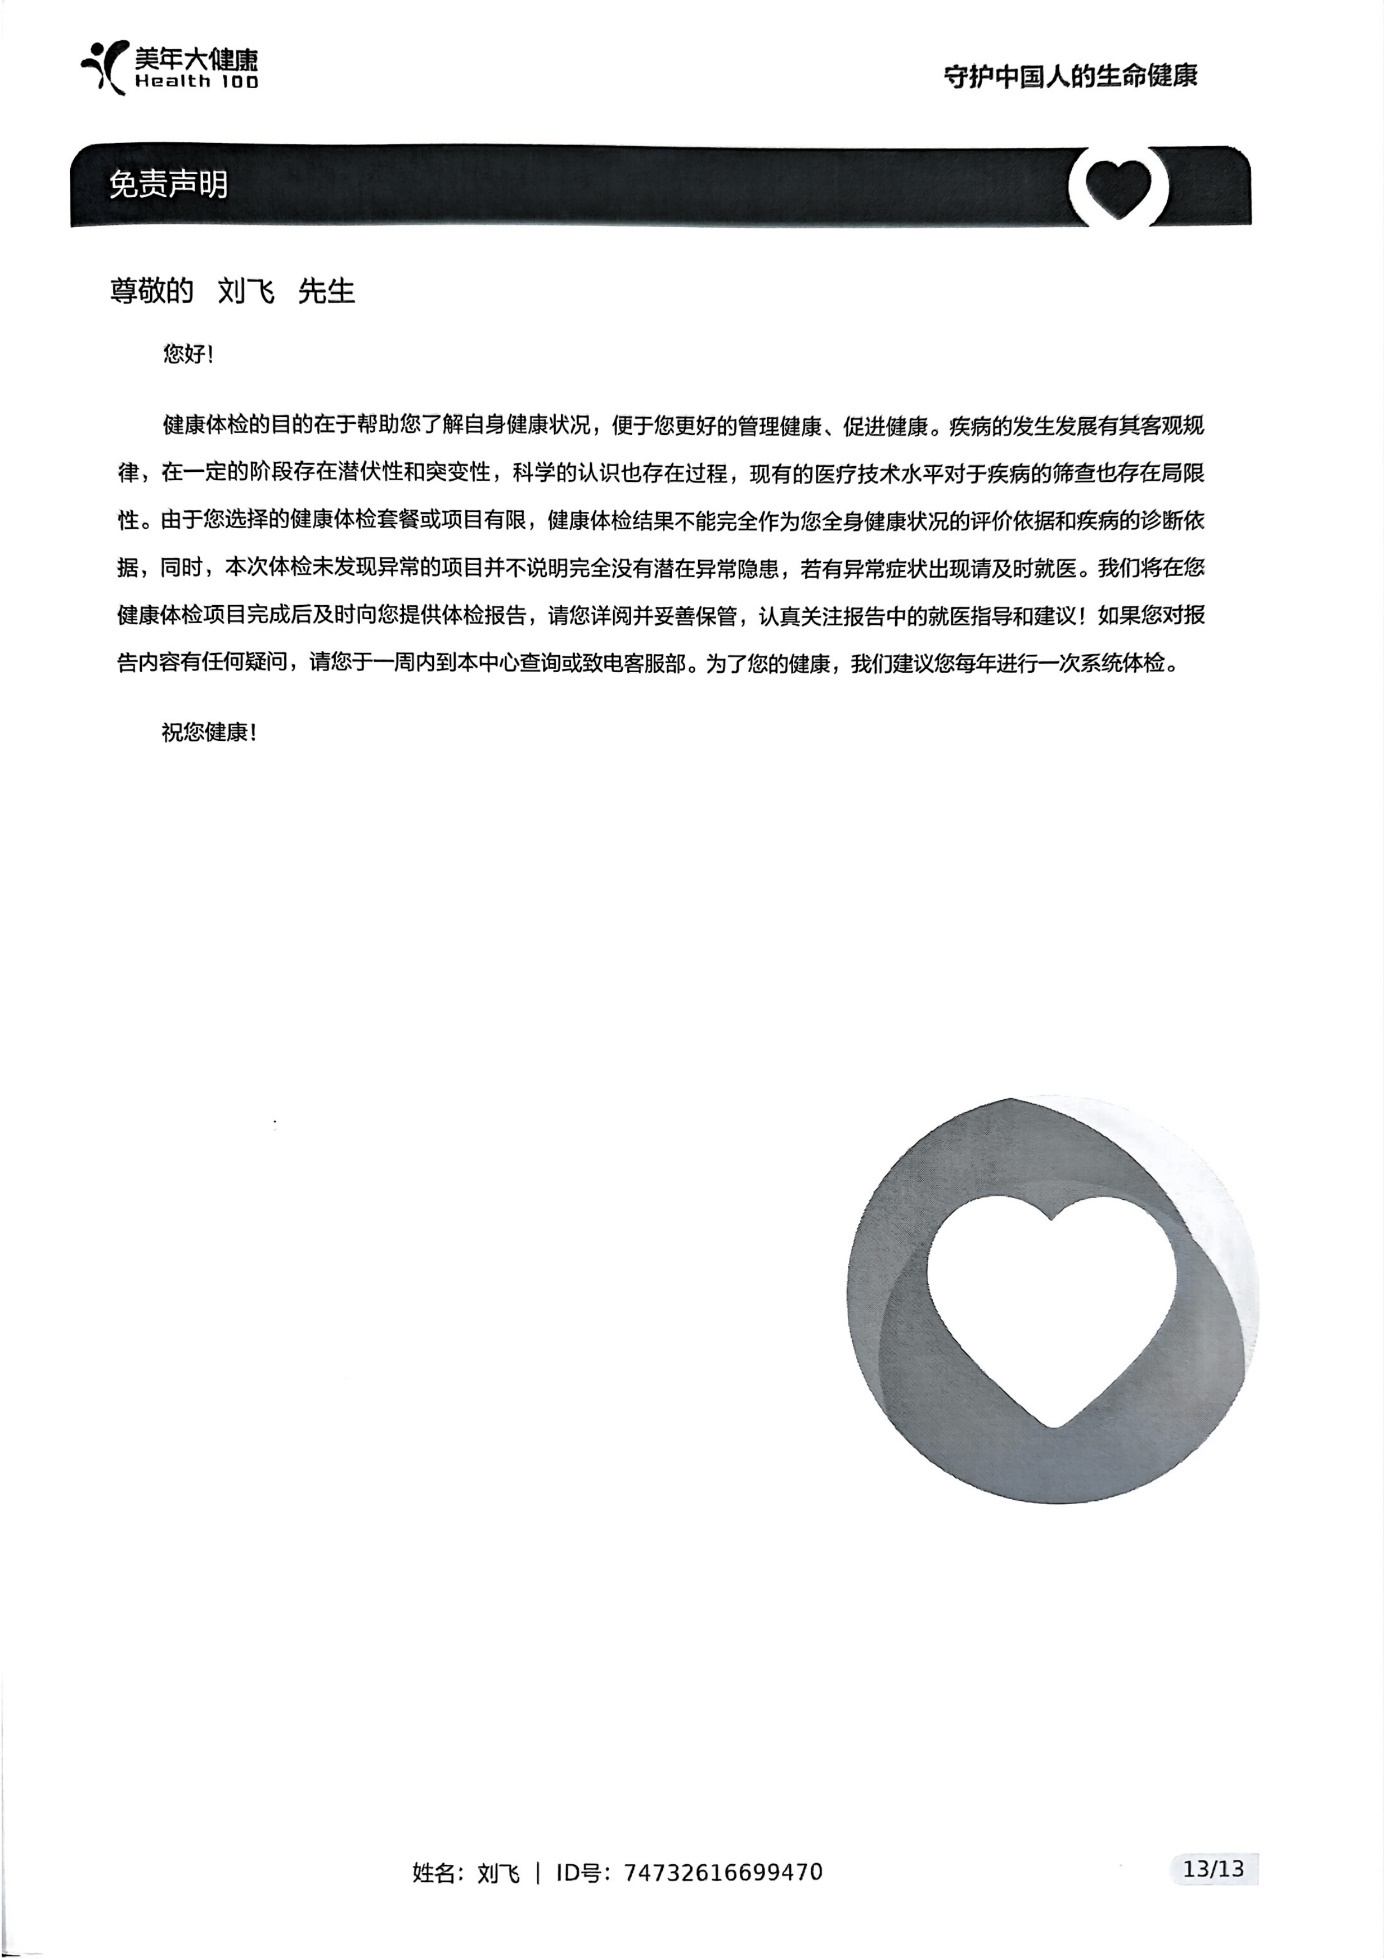 美年大健康
Health 100
守护中国人的生命健康
免责声明
尊敬的 刘飞 先生
您好！
健康体检的目的在于帮助您了解自身健康状况，便于您更好的管理健康、促进健康。疾病的发生发展有其客观规
律，在一定的阶段存在潜伏性和突变性，科学的认识也存在过程，现有的医疗技术水平对于疾病的筛查也存在局限
性。由于您选择的健康体检套餐或项目有限，健康体检结果不能完全作为您全身健康状况的评价依据和疾病的诊断依
据，同时，本次体检未发现异常的项目并不说明完全没有潜在异常隐患，若有异常症状出现请及时就医。我们将在您
健康体检项目完成后及时向您提供体检报告，请您详阅并妥善保管，认真关注报告中的就医指导和建议！如果您对报
告内容有任何疑问，请您于一周内到本中心查询或致电客服部。为了您的健康，我们建议您每年进行一次系统体检。
祝您健康！
姓名：刘飞 | ID号：74732616699470
13/13